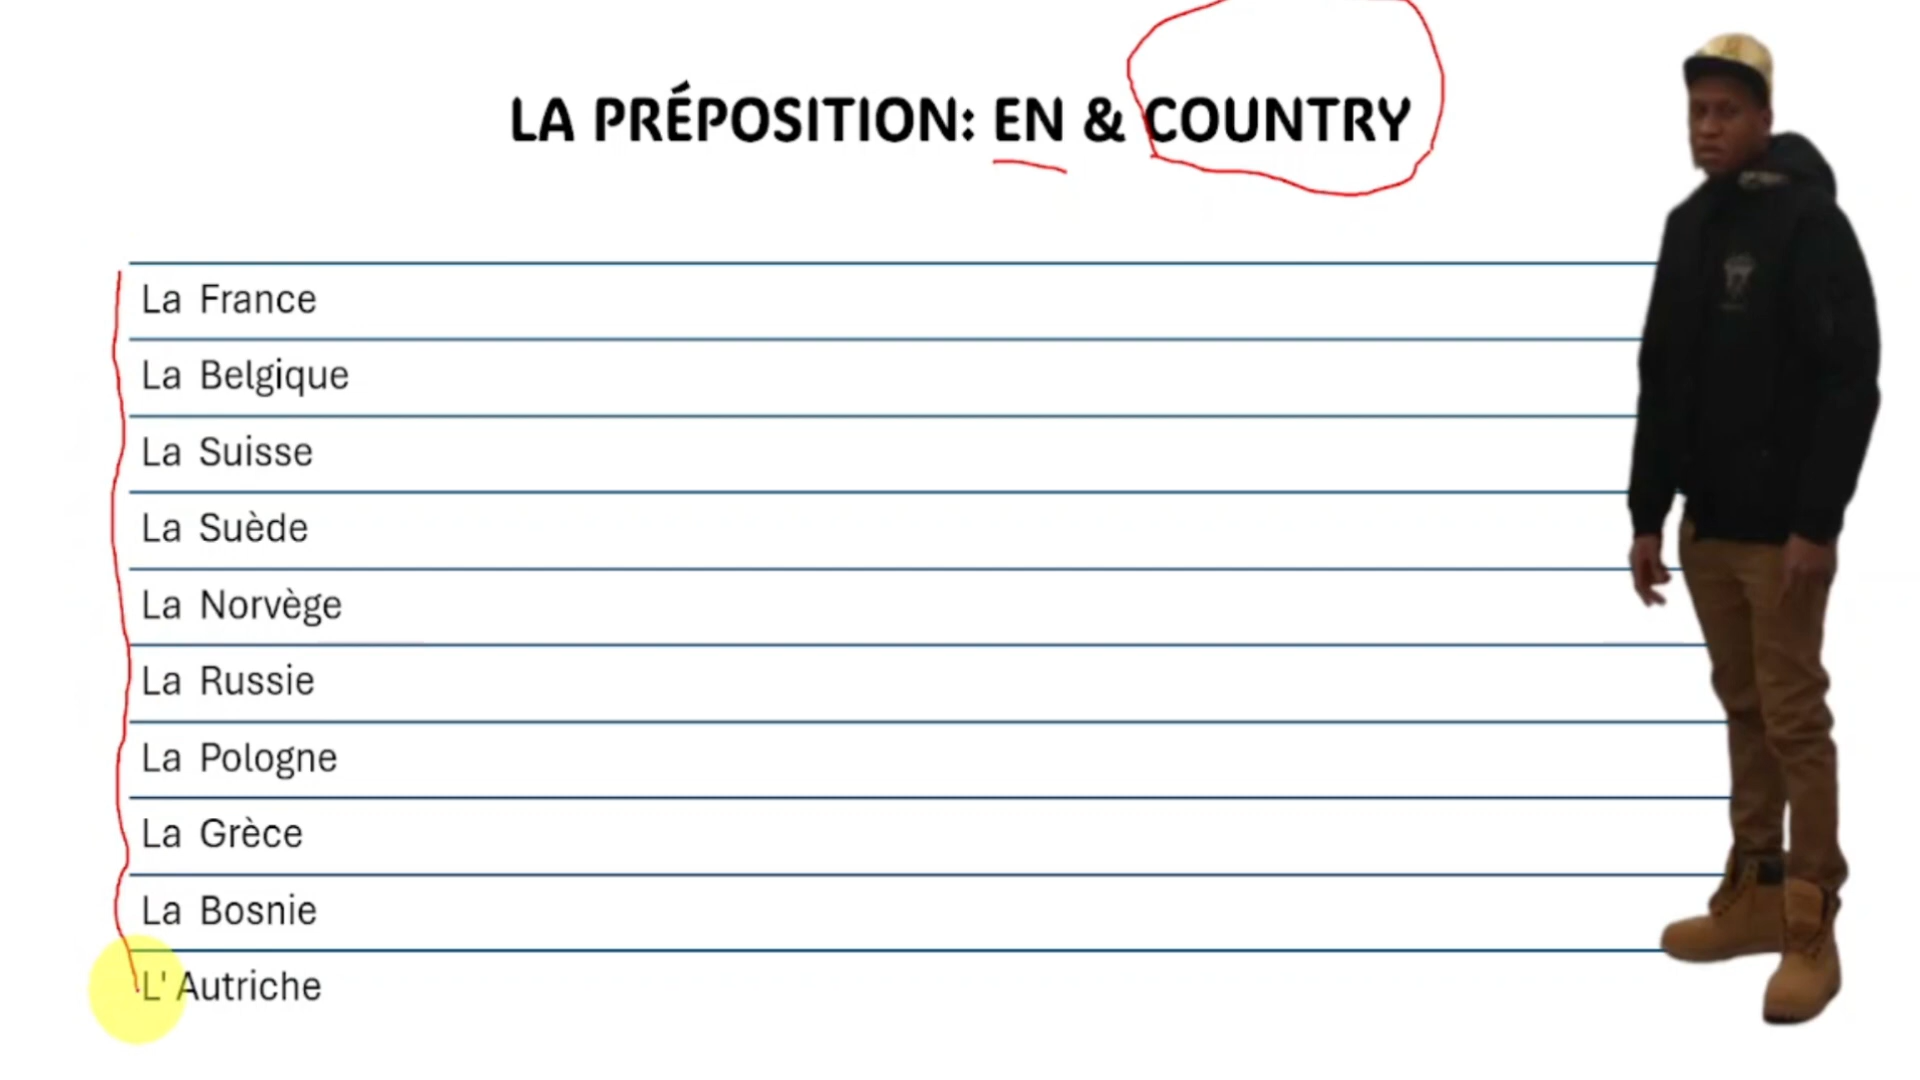 LA PRÉPOSITION: EN & COUNTRY
La France
La Belgique
La Suisse
La Suède
La Norvège
La Russie
La Pologne
La Grèce
La Bosnie
L' Autriche